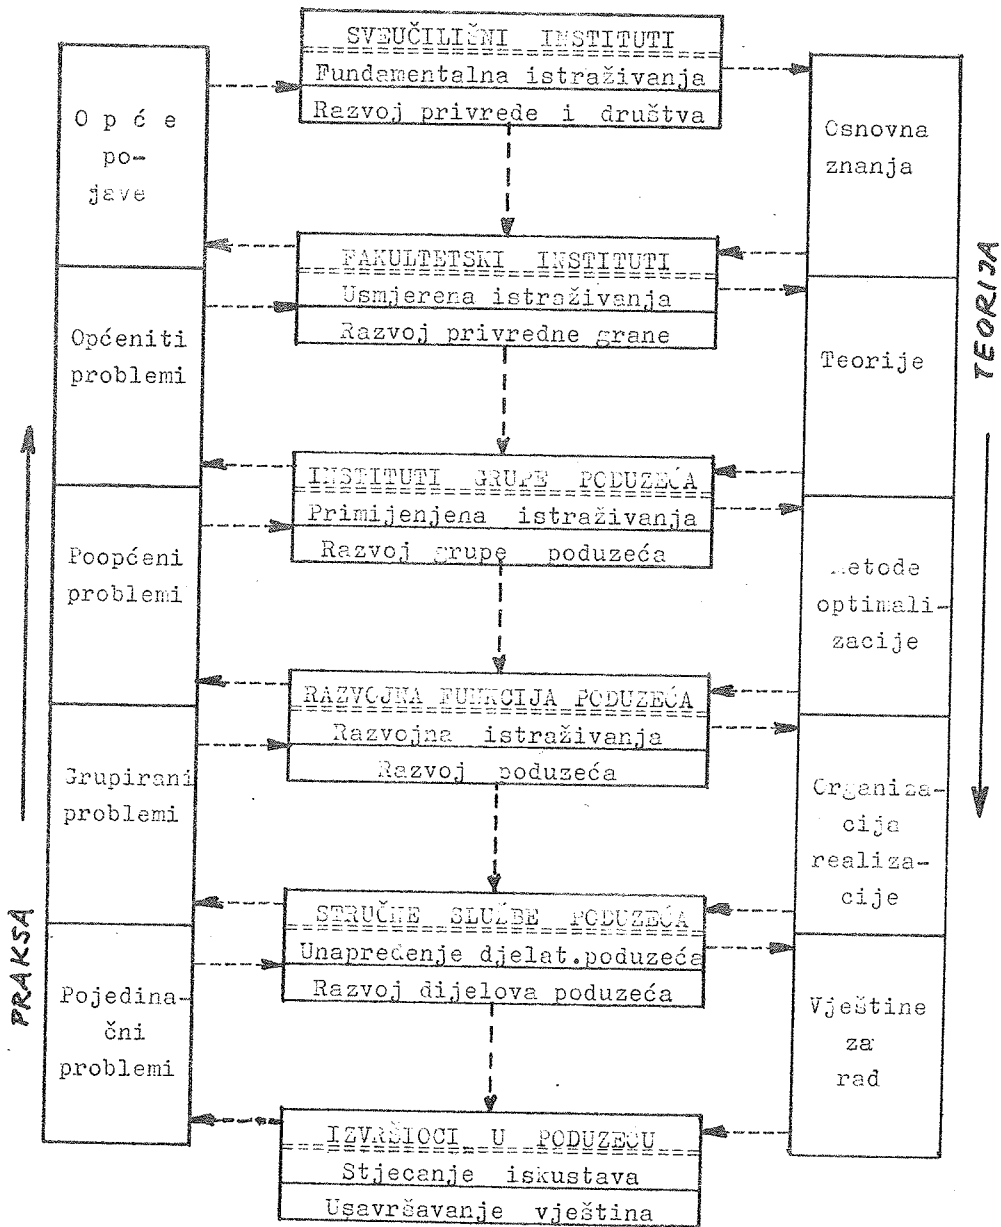 SVEUČILIŠNI INSTITUTI
Fundamentalna istraživanja
Razvoj privrede i društva
Opće
po-
jave
Osnovna
znanja
FAKULTETSKI INSTITUTI
Usmjerena istraživanja
Razvoj privredne grane
Općeniti
problemi
Teorije
TEORIJA
INSTITUTI GRUPE PODUZEĆA
Primijenjena istraživanja
Razvoj grupe poduzeća
Poopćeni
problemi
Metode
optimali-
zacije
RAZVOJNA FUNKCIJA PODUZEĆA
Razvojna istraživanja
Razvoj poduzeća
Grupirani
problemi
Organiza-
cija
realiza-
cije
PRAKSA
STRUČNE SLUŽBE PODUZEĆA
Unapređenje djelat.poduzeća
Razvoj dijelova poduzeća
Pojedina-
čni
problemi
Vještine
za
rad
IZVRŠIOCI U PODUZEĆU
Stjecanje iskustava
Usavršavanje vještina